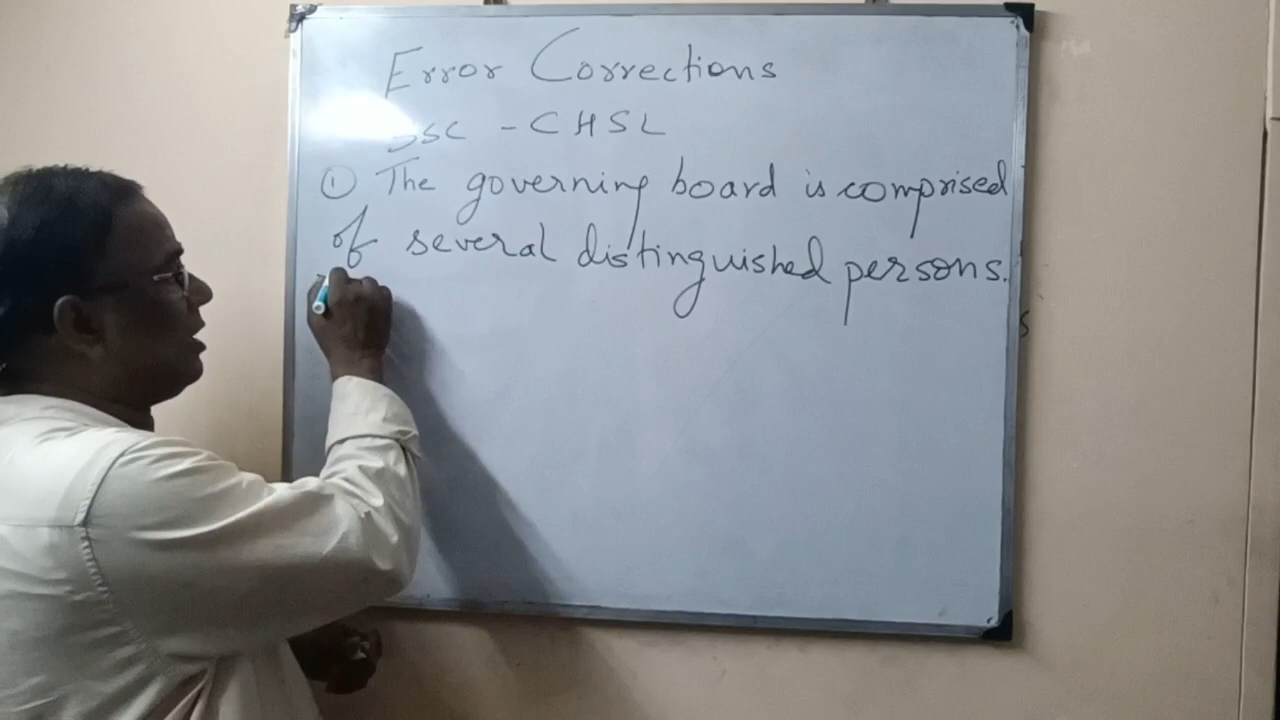 Error Corrections
SSC - CHSL
① The governing board is comprised
of several distinguished persons.